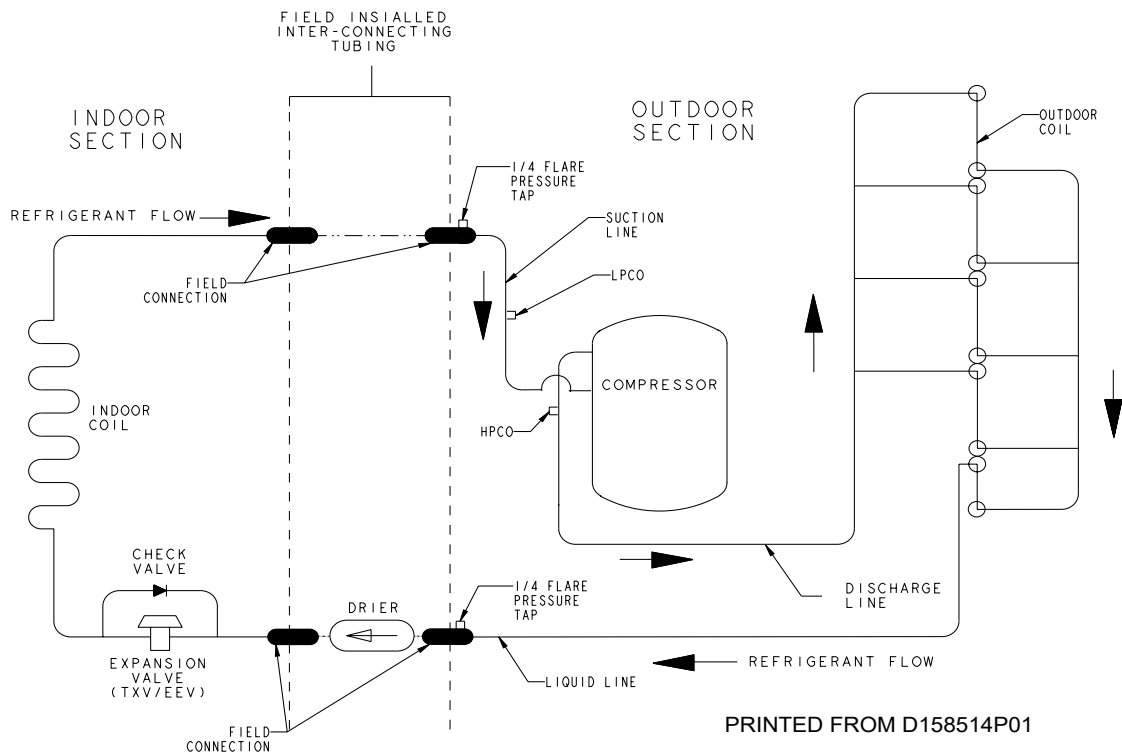 FIELD INSIALLED
INTER-CONNECTING
TUBING
INDOOR
SECTION
OUTDOOR
SECTION
OUTDOOR
COIL
1/4 FLARE
PRESSURE
TAP
REFRIGERANT FLOW
SUCTION
LINE
FIELD
CONNECTION
LPCO
COMPRESSOR
INDOOR
COIL
HPCO
CHECK
VALVE
1/4 FLARE
PRESSURE
TAP
DRIER
DISCHARGE
LINE
EXPANSION
VALVE
(TXV/EEV)
LIQUID LINE
REFRIGERANT FLOW
FIELD
CONNECTION
PRINTED FROM D158514P01